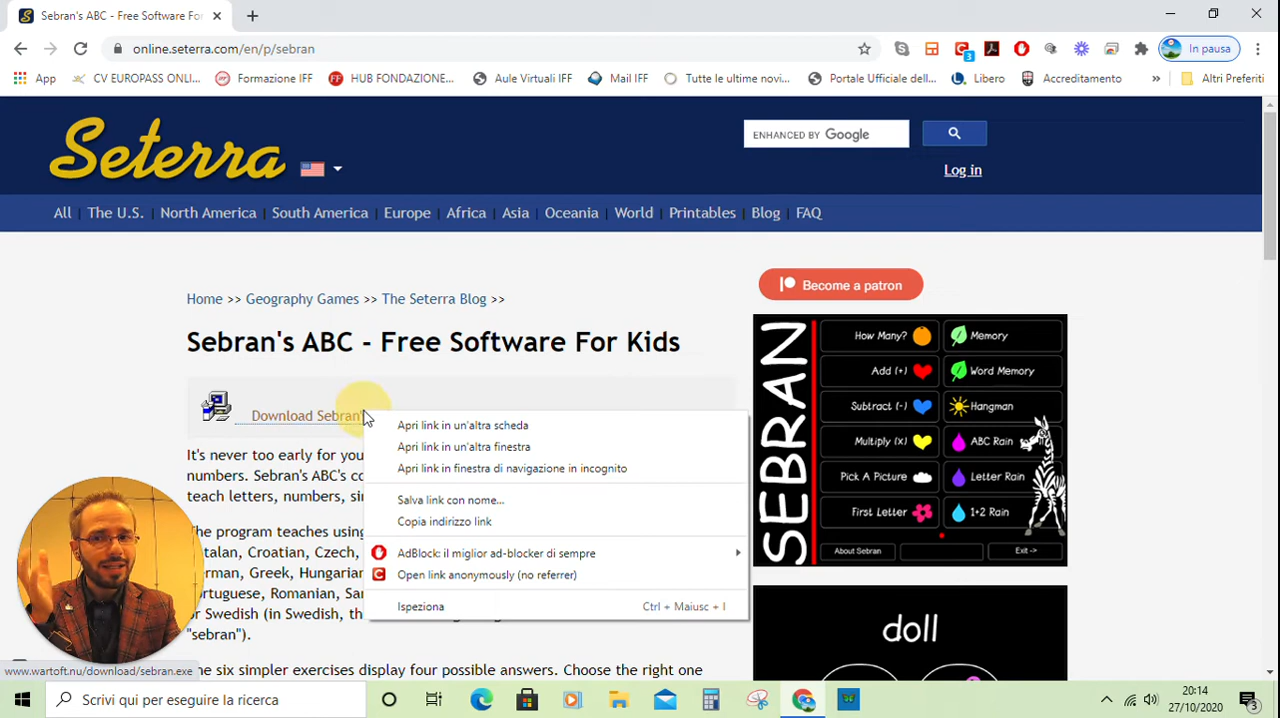 Sebran's ABC - Free Software For
online.seterra.com/en/p/sebran
3
In pausa
App
CV EUROPASS ONLI...
Formazione IFF
HUB FONDAZIONE...
Aule Virtuali IFF
Mail IFF
Tutte le ultime novi...
Portale Ufficiale dell...
Libero
Accreditamento
»
Altri Preferiti
Seterra
ENHANCED BY Google
Log in
All
The U.S.
North America
South America
Europe
Africa
Asia
Oceania
World
Printables
Blog
FAQ
Home >> Geography Games >> The Seterra Blog >>
Become a patron
Sebran's ABC - Free Software For Kids
Download Sebran'
Apri link in un'altra scheda
Apri link in un'altra finestra
Apri link in finestra di navigazione in incognito
Salva link con nome...
Copia indirizzo link
AdBlock: il miglior ad-blocker di sempre
Open link anonymously (no referrer)
Ispeziona Ctrl + Maiusc + I
It's never too early for you
numbers. Sebran's ABC's co
teach letters, numbers, sim
The program teaches using
Catalan, Croatian, Czech,
German, Greek, Hungarian
Portuguese, Romanian, Sa
or Swedish (in Swedish, th
"sebran").
The six simpler exercises display four possible answers. Choose the right one
SEBRAN
How Many?
Memory
Add (+)
Word Memory
Subtract (-)
Hangman
Multiply (x)
ABC Rain
Pick A Picture
Letter Rain
First Letter
1+2 Rain
About Sebran
Exit ->
doll
www.wartoft.nu/download/sebran.exe
Scrivi qui per eseguire la ricerca
20:14
27/10/2020
3